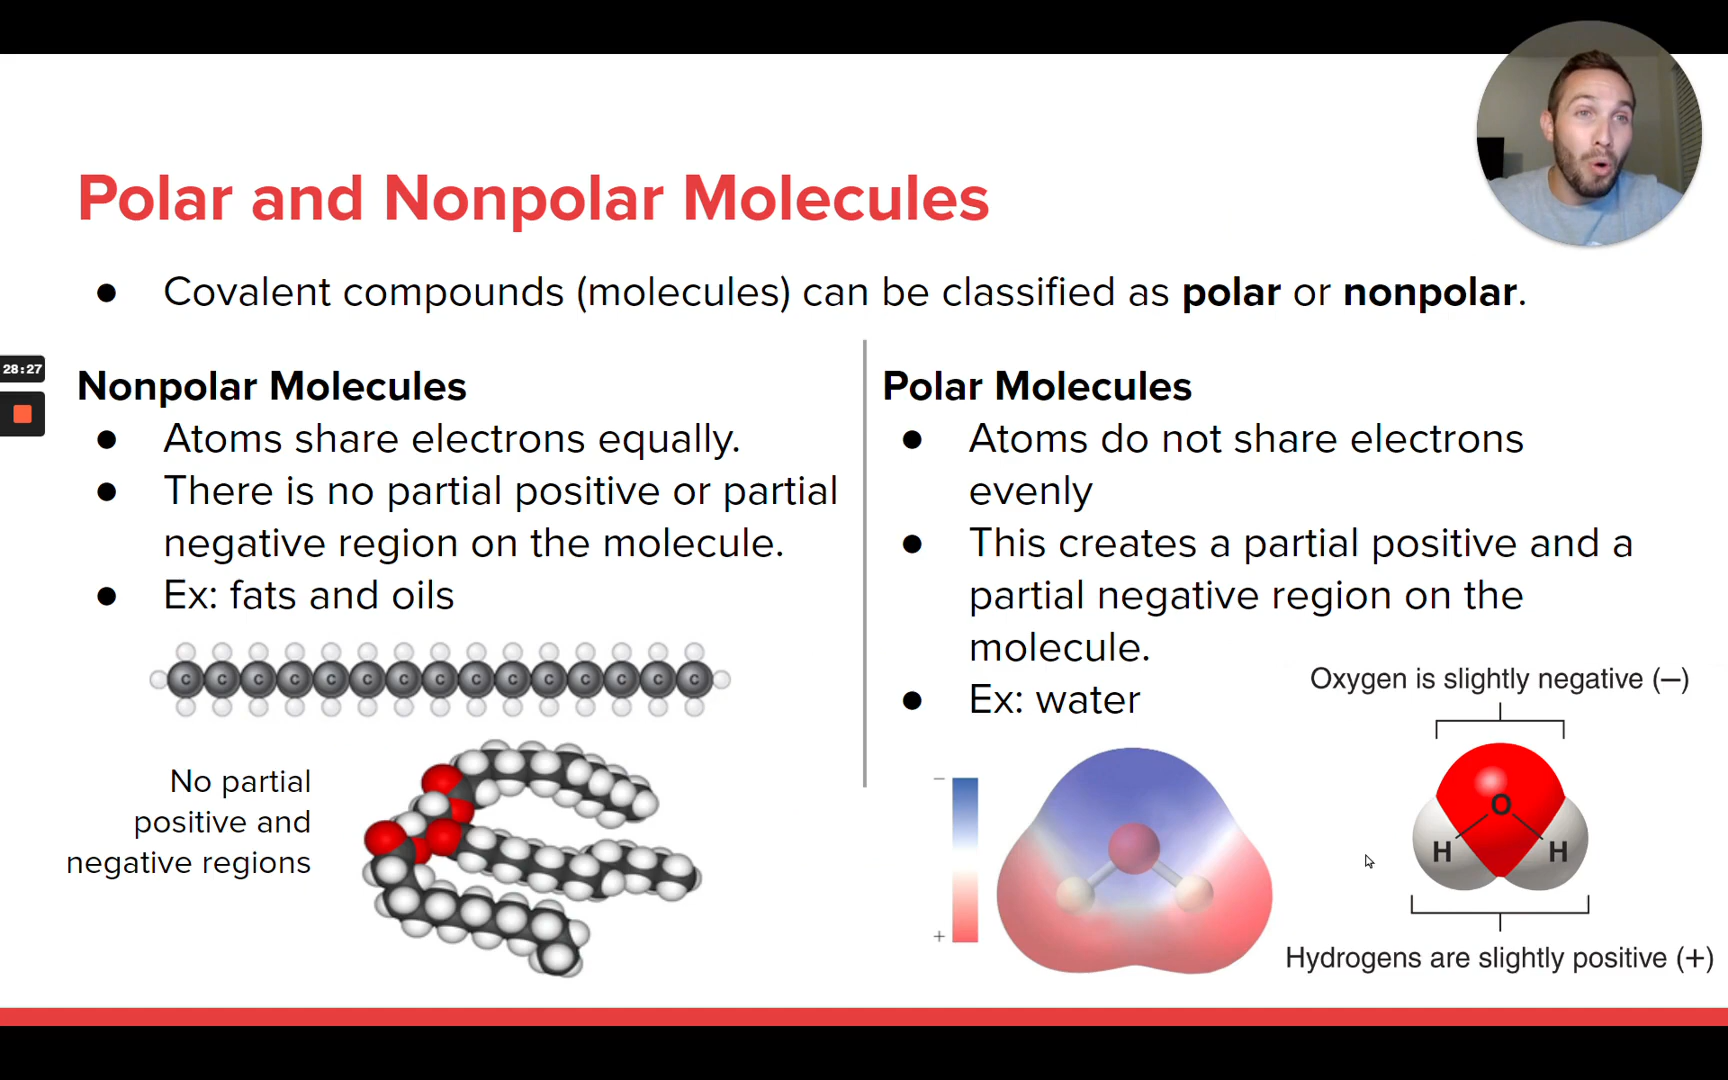 Polar and Nonpolar Molecules
● Covalent compounds (molecules) can be classified as polar or nonpolar.
28:27
Nonpolar Molecules
● Atoms share electrons equally.
● There is no partial positive or partial
negative region on the molecule.
● Ex: fats and oils
C C C C C C C C C C C C C C C
No partial
positive and
negative regions
Polar Molecules
● Atoms do not share electrons
evenly
● This creates a partial positive and a
partial negative region on the
molecule.
● Ex: water
−
+
Oxygen is slightly negative (−)
O
H H
Hydrogens are slightly positive (+)